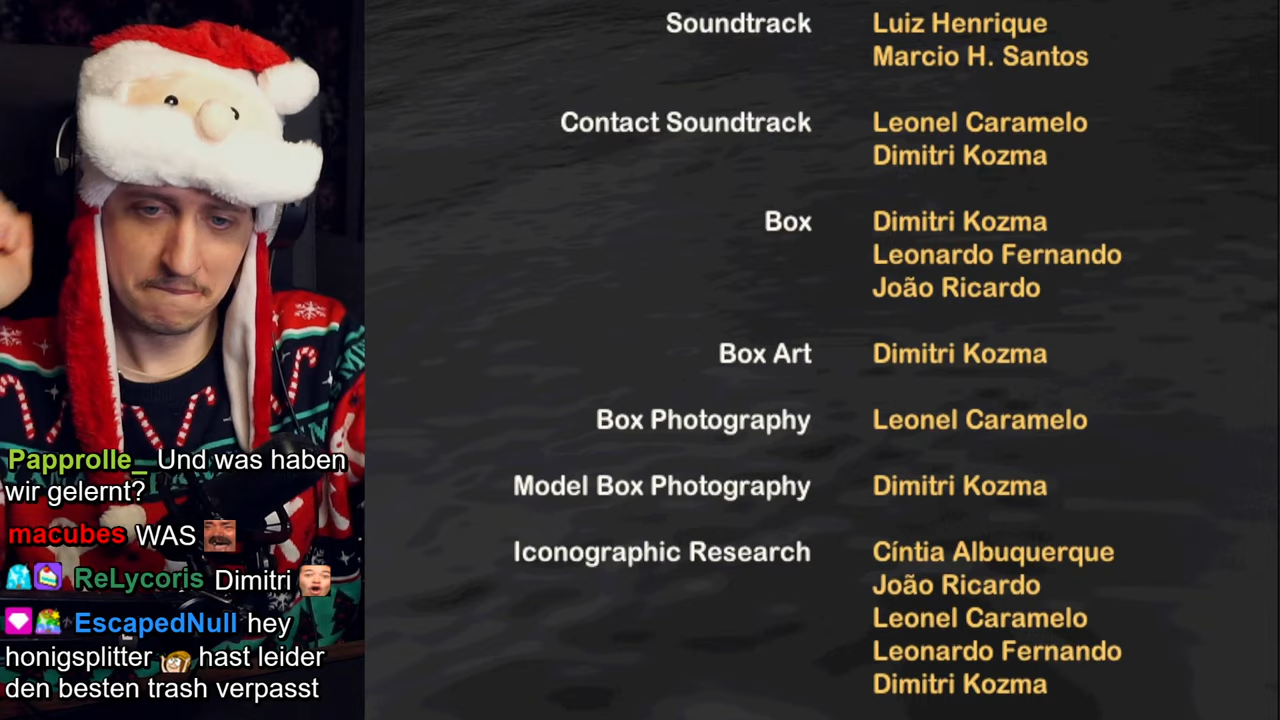 Soundtrack Luiz Henrique
Marcio H. Santos
Contact Soundtrack Leonel Caramelo
Dimitri Kozma
Box Dimitri Kozma
Leonardo Fernando
João Ricardo
Box Art Dimitri Kozma
Box Photography Leonel Caramelo
Model Box Photography Dimitri Kozma
Iconographic Research Cíntia Albuquerque
João Ricardo
Leonel Caramelo
Leonardo Fernando
Dimitri Kozma
Papprolle_ Und was haben
wir gelernt?
macubes WAS
ReLycoris Dimitri
EscapedNull hey
honigsplitter hast leider
den besten trash verpasst